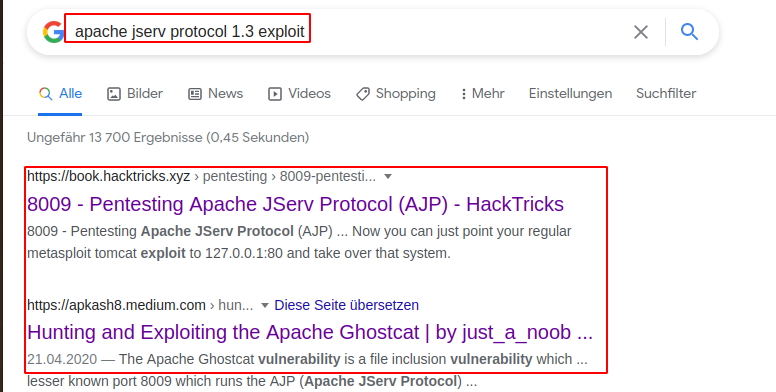 apache jserv protocol 1.3 exploit
Alle Bilder News Videos Shopping Mehr Einstellungen Suchfilter
Ungefähr 13 700 Ergebnisse (0,45 Sekunden)
https://book.hacktricks.xyz › pentesting › 8009-pentesti...
8009 - Pentesting Apache JServ Protocol (AJP) - HackTricks
8009 - Pentesting Apache JServ Protocol (AJP) ... Now you can just point your regular
metasploit tomcat exploit to 127.0.0.1:80 and take over that system.
https://apkash8.medium.com › hun... Diese Seite übersetzen
Hunting and Exploiting the Apache Ghostcat | by just_a_noob ...
21.04.2020 — The Apache Ghostcat vulnerability is a file inclusion vulnerability which ...
lesser known port 8009 which runs the AJP (Apache JServ Protocol) ...